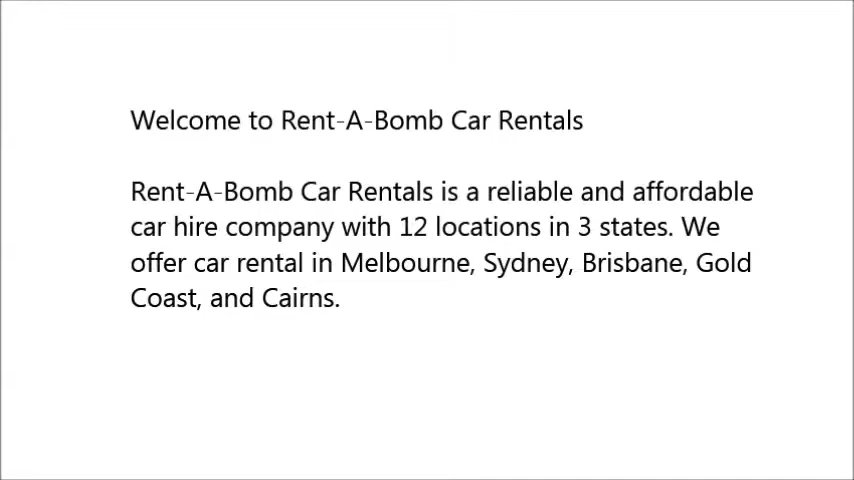 Welcome to Rent-A-Bomb Car Rentals
Rent-A-Bomb Car Rentals is a reliable and affordable
car hire company with 12 locations in 3 states. We
offer car rental in Melbourne, Sydney, Brisbane, Gold
Coast, and Cairns.